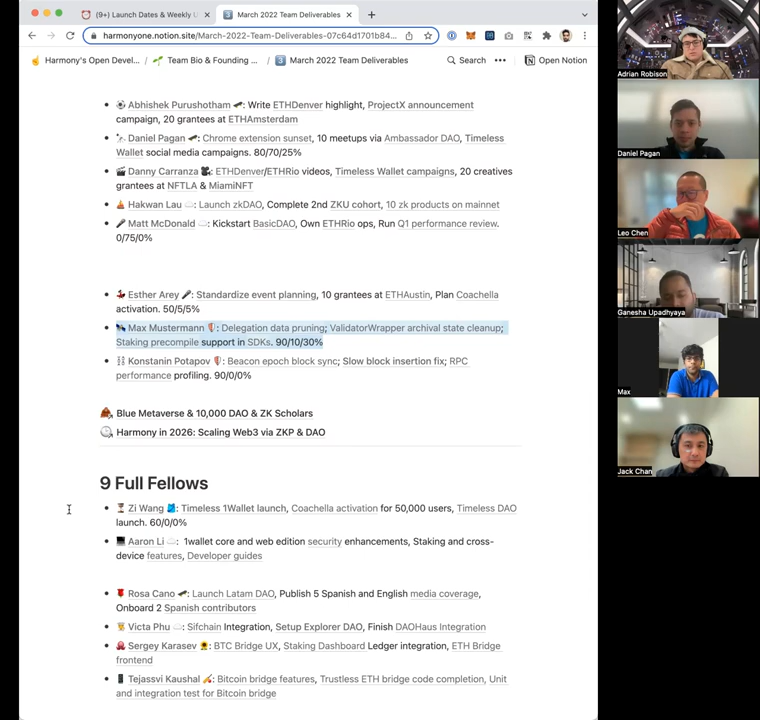 (9+) Launch Dates & Weekly U
March 2022 Team Deliverables
harmonyone.notion.site/March-2022-Team-Deliverables-07c64d1701b84...
Harmony's Open Devel... / Team Bio & Founding ... / March 2022 Team Deliverables
Search
Open Notion
Abhishek Purushotham : Write ETHDenver highlight, ProjectX announcement
campaign, 20 grantees at ETHAmsterdam
Daniel Pagan : Chrome extension sunset, 10 meetups via Ambassador DAO, Timeless
Wallet social media campaigns. 80/70/25%
Danny Carranza : ETHDenver/ETHRio videos, Timeless Wallet campaigns, 20 creatives
grantees at NFTLA & MiamiNFT
Hakwan Lau : Launch zkDAO, Complete 2nd ZKU cohort, 10 zk products on mainnet
Matt McDonald : Kickstart BasicDAO, Own ETHRio ops, Run Q1 performance review.
0/75/0%
Esther Arey : Standardize event planning, 10 grantees at ETHAustin, Plan Coachella
activation. 50/5/5%
Max Mustermann : Delegation data pruning; ValidatorWrapper archival state cleanup;
Staking precompile support in SDKs. 90/10/30%
Konstanin Potapov : Beacon epoch block sync; Slow block insertion fix; RPC
performance profiling. 90/0/0%
Blue Metaverse & 10,000 DAO & ZK Scholars
Harmony in 2026: Scaling Web3 via ZKP & DAO
9 Full Fellows
Zi Wang : Timeless 1Wallet launch, Coachella activation for 50,000 users, Timeless DAO
launch. 60/0/0%
Aaron Li : 1wallet core and web edition security enhancements, Staking and cross-
device features, Developer guides
Rosa Cano : Launch Latam DAO, Publish 5 Spanish and English media coverage,
Onboard 2 Spanish contributors
Victa Phu : Sifchain Integration, Setup Explorer DAO, Finish DAOHaus Integration
Sergey Karasev : BTC Bridge UX, Staking Dashboard Ledger integration, ETH Bridge
frontend
Tejassvi Kaushal : Bitcoin bridge features, Trustless ETH bridge code completion, Unit
and integration test for Bitcoin bridge
Adrian Robison
Daniel Pagan
Leo Chen
Ganesha Upadhyaya
Max
Jack Chan